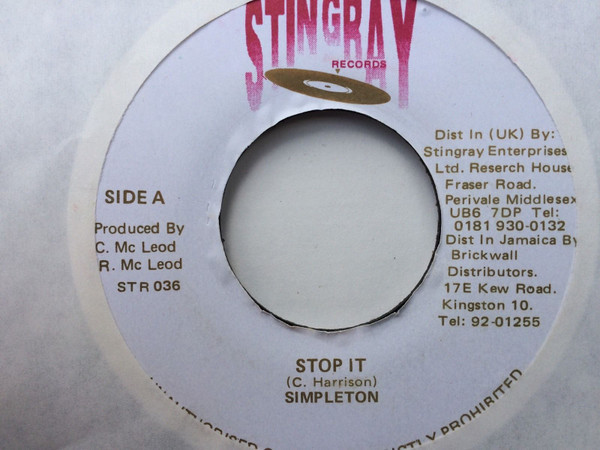 STINGRAY
RECORDS
SIDE A
Produced By
C. Mc Leod
R. Mc Leod
STR 036
Dist In (UK) By:
Stingray Enterprises
Ltd. Reserch House
Fraser Road.
Perivale Middlesex
UB6 7DP Tel:
0181 930-0132
Dist In Jamaica By
Brickwall
Distributors.
17E Kew Road.
Kingston 10.
Tel: 92-01255
STOP IT
(C. Harrison)
SIMPLETON
PROHIBITED